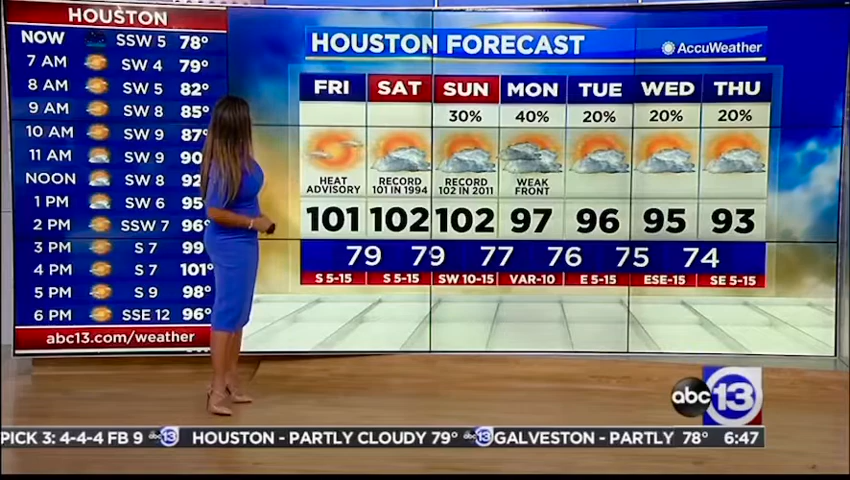 HOUSTON
NOW SSW 5 78°
7 AM SW 4 79°
8 AM SW 5 82°
9 AM SW 8 85°
10 AM SW 9 87°
11 AM SW 9 90
NOON SW 8 92
1 PM SW 6 95
2 PM SSW 7 96°
3 PM S 7 99
4 PM S 7 101°
5 PM S 9 98°
6 PM SSE 12 96°
abc13.com/weather
HOUSTON FORECAST
AccuWeather
FRI SAT SUN MON TUE WED THU
30% 40% 20% 20% 20%
HEAT RECORD RECORD WEAK
ADVISORY 101 IN 1994 102 IN 2011 FRONT
101 102 102 97 96 95 93
79 79 77 76 75 74
S 5-15 S 5-15 SW 10-15 VAR-10 E 5-15 ESE-15 SE 5-15
abc 13
PICK 3: 4-4-4 FB 9 abc 13 HOUSTON - PARTLY CLOUDY 79° abc 13 GALVESTON - PARTLY 78° 6:47